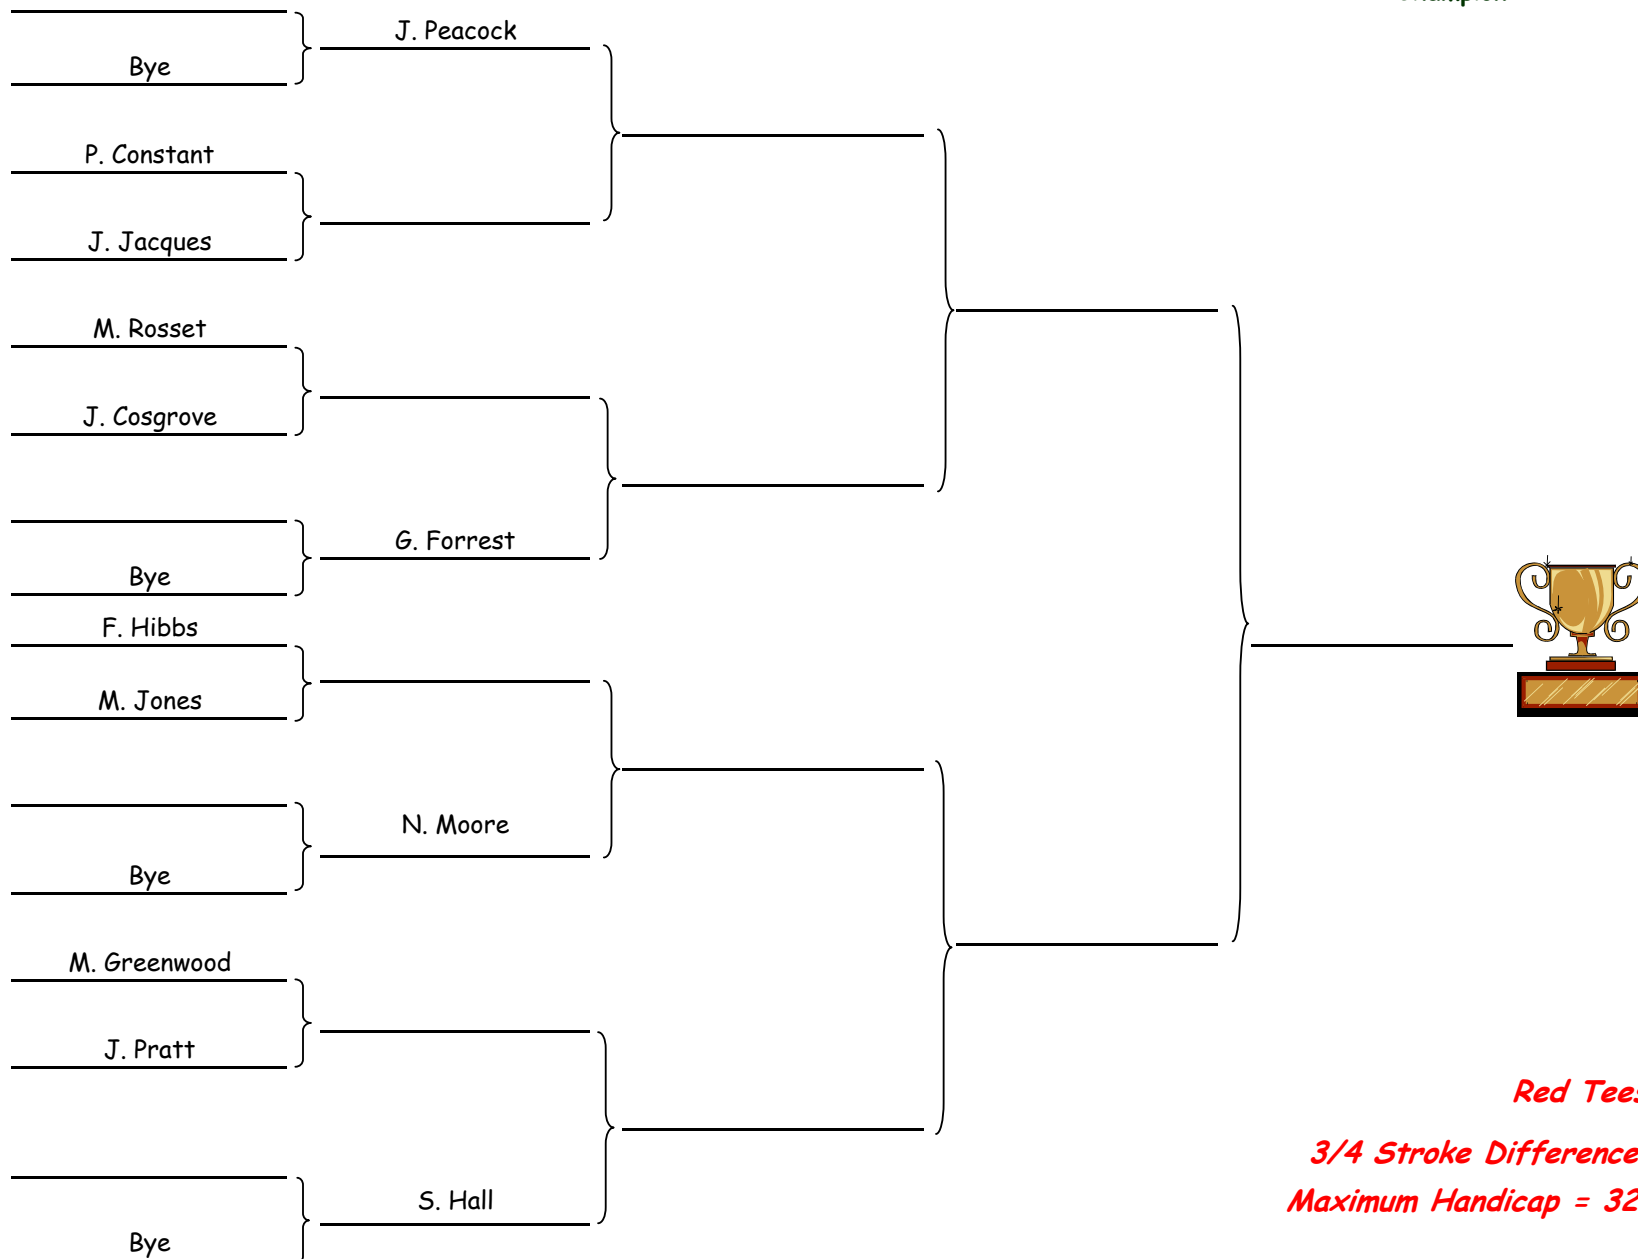 J. Peacock
Bye
P. Constant
J. Jacques
M. Rosset
J. Cosgrove
G. Forrest
Bye
F. Hibbs
M. Jones
N. Moore
Bye
M. Greenwood
J. Pratt
S. Hall
Bye
Red Tees
3/4 Stroke Difference
Maximum Handicap = 32